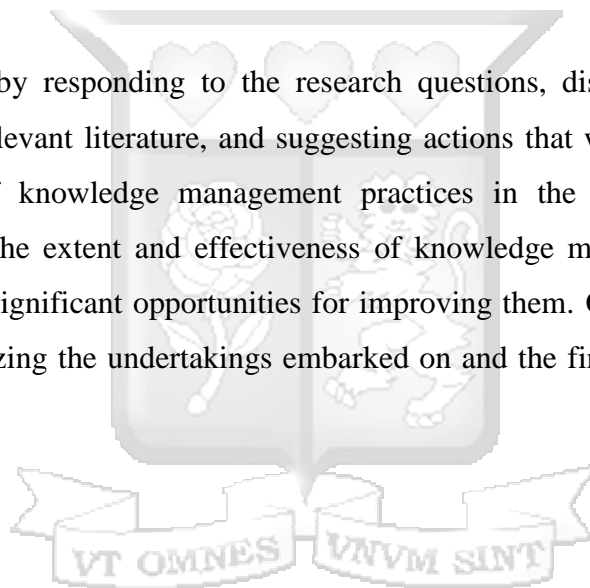 by responding to the research questions, dis
levant literature, and suggesting actions that
knowledge management practices in the
he extent and effectiveness of knowledge m
ignificant opportunities for improving them.
zing the undertakings embarked on and the fi
VT OMNES VNVM SINT